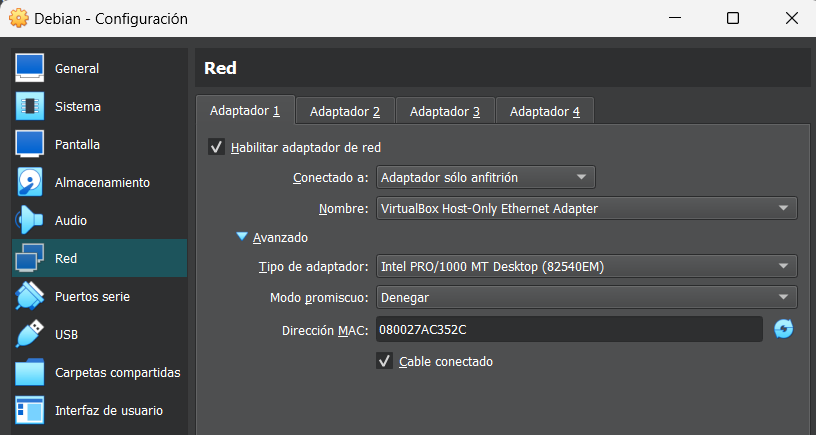 Debian - Configuración
General
Sistema
Pantalla
Almacenamiento
Audio
Red
Puertos serie
USB
Carpetas compartidas
Interfaz de usuario
Red
Adaptador 1 Adaptador 2 Adaptador 3 Adaptador 4
Habilitar adaptador de red
Conectado a: Adaptador sólo anfitrión
Nombre: VirtualBox Host-Only Ethernet Adapter
Avanzado
Tipo de adaptador: Intel PRO/1000 MT Desktop (82540EM)
Modo promiscuo: Denegar
Dirección MAC: 080027AC352C
Cable conectado